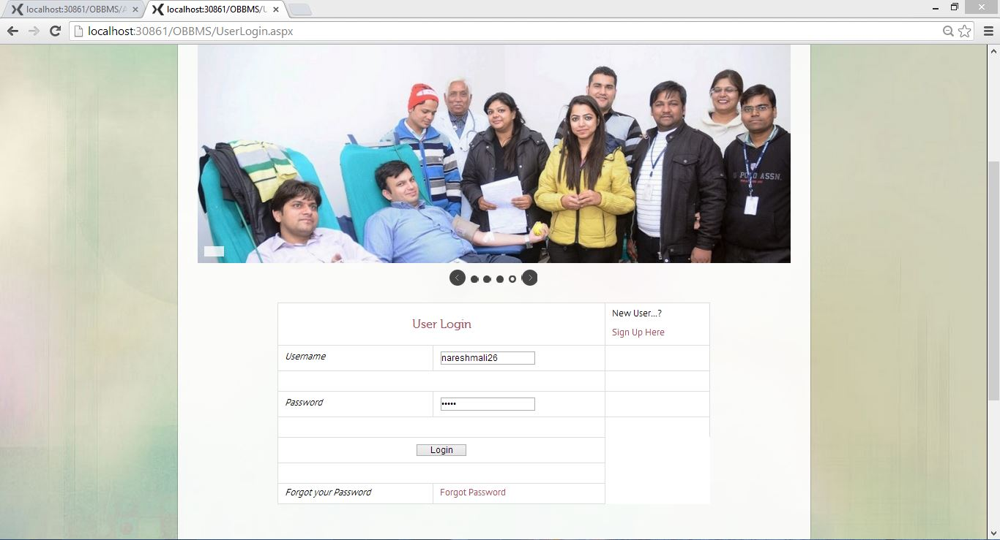 localhost:30861/OBBMS/A
localhost:30861/OBBMS/U
localhost:30861/OBBMS/UserLogin.aspx
U POLO ASSN.
User Login
New User...?
Sign Up Here
Username
nareshmali26
Password
•••••
Login
Forgot your Password
Forgot Password